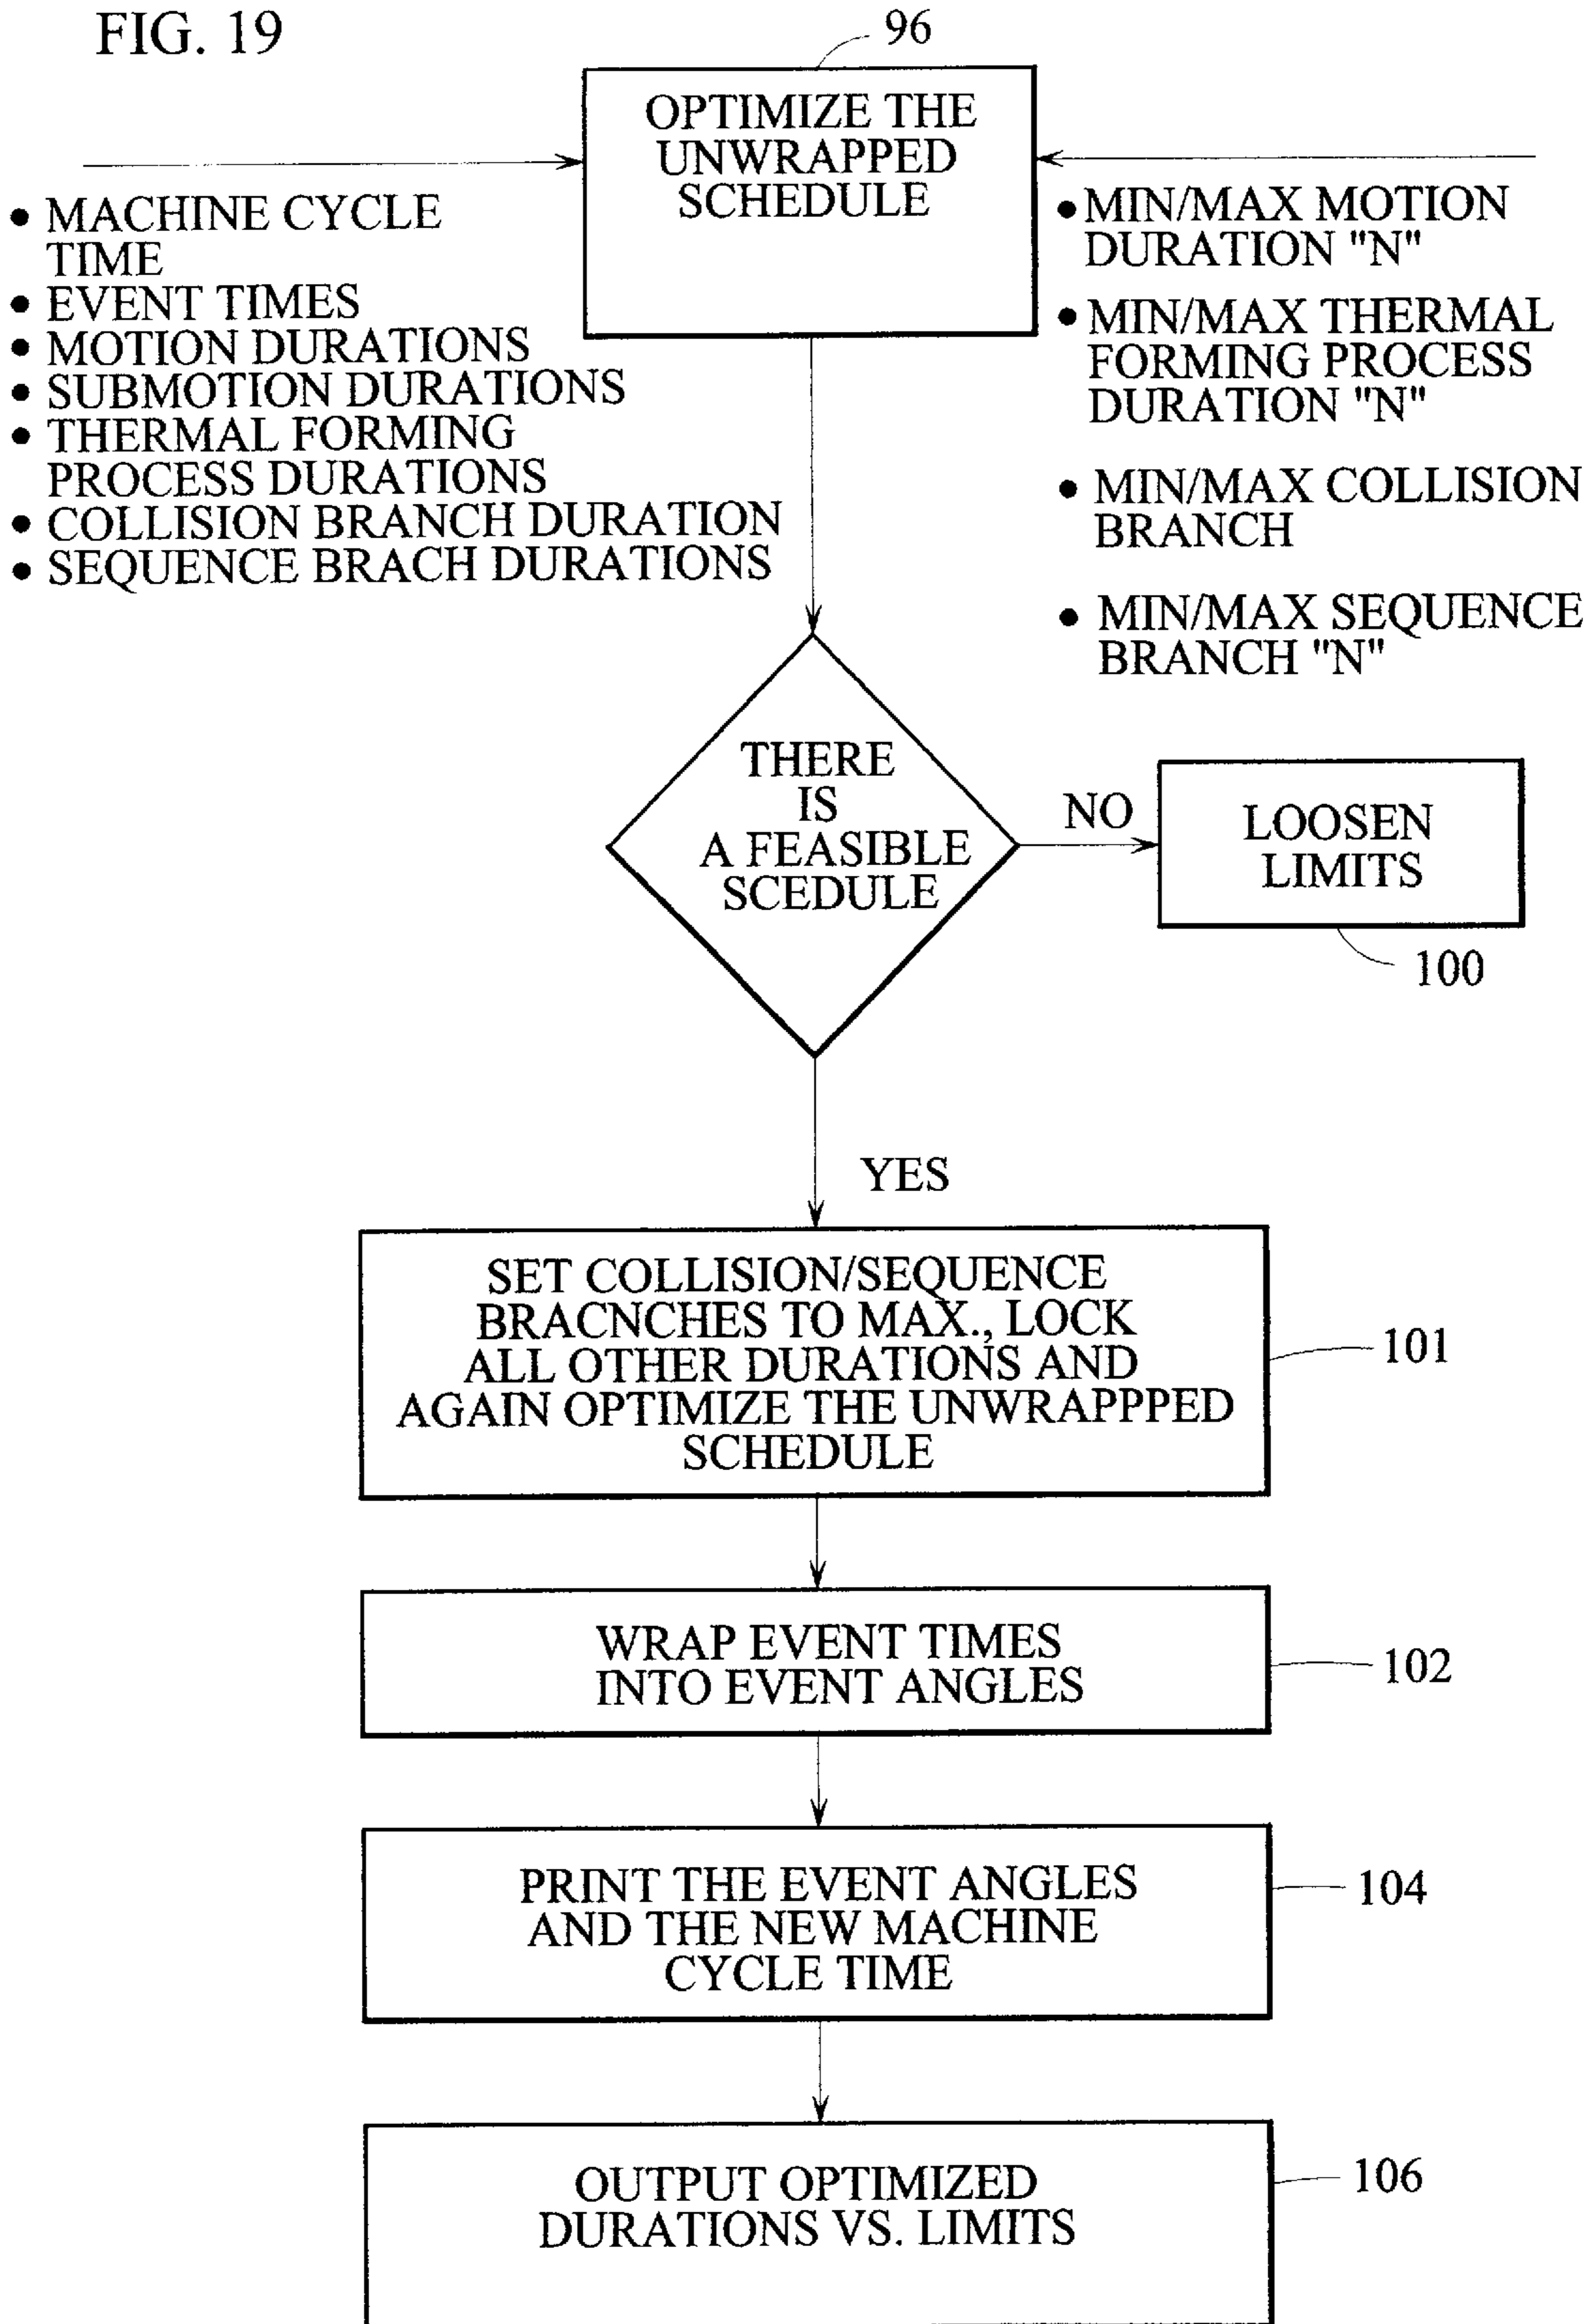 FIG. 19
96
OPTIMIZE THE
UNWRAPPED
SCHEDULE
• MACHINE CYCLE
TIME
• EVENT TIMES
• MOTION DURATIONS
• SUBMOTION DURATIONS
• THERMAL FORMING
PROCESS DURATIONS
• COLLISION BRANCH DURATION
• SEQUENCE BRACH DURATIONS
• MIN/MAX MOTION
DURATION "N"
• MIN/MAX THERMAL
FORMING PROCESS
DURATION "N"
• MIN/MAX COLLISION
BRANCH
• MIN/MAX SEQUENCE
BRANCH "N"
THERE
IS
A FEASIBLE
SCEDULE
NO
LOOSEN
LIMITS
100
YES
SET COLLISION/SEQUENCE
BRACNCHES TO MAX., LOCK
ALL OTHER DURATIONS AND
AGAIN OPTIMIZE THE UNWRAPPPED
SCHEDULE
101
WRAP EVENT TIMES
INTO EVENT ANGLES
102
PRINT THE EVENT ANGLES
AND THE NEW MACHINE
CYCLE TIME
104
OUTPUT OPTIMIZED
DURATIONS VS. LIMITS
106